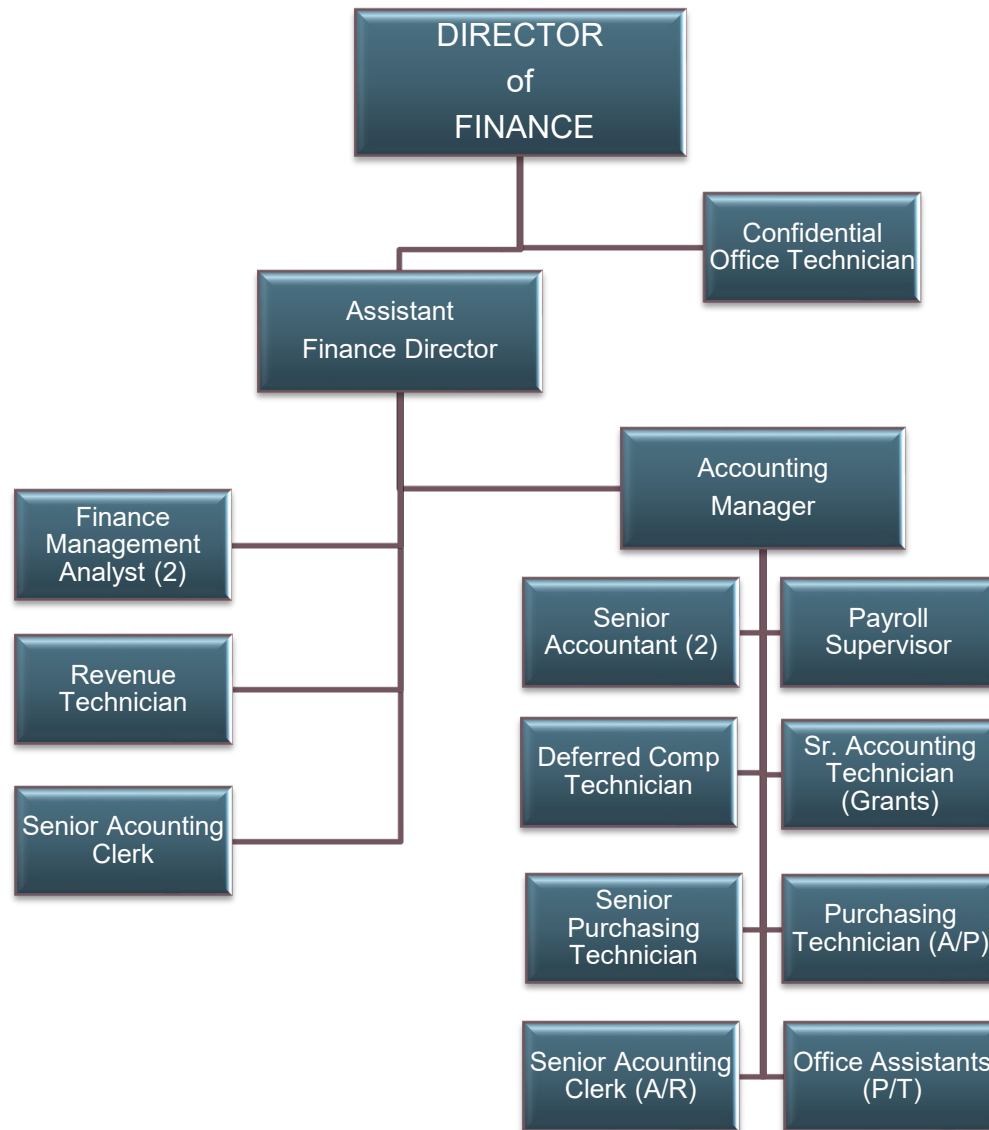 DIRECTOR
of
FINANCE
Confidential
Office Technician
Assistant
Finance Director
Accounting
Manager
Finance
Management
Analyst (2)
Revenue
Technician
Senior Acounting
Clerk
Senior
Accountant (2)
Payroll
Supervisor
Deferred Comp
Technician
Sr. Accounting
Technician
(Grants)
Senior
Purchasing
Technician
Purchasing
Technician (A/P)
Senior Acounting
Clerk (A/R)
Office Assistants
(P/T)